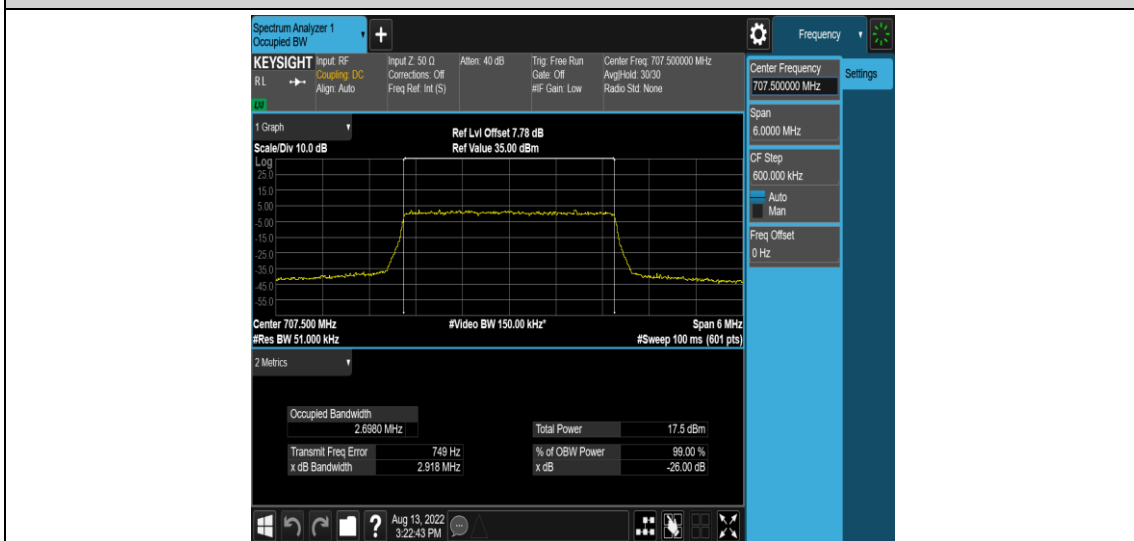 Spectrum Analyzer 1
Occupied BW
+
Frequency
KEYSIGHT
RL
LXI
Input: RF
Coupling: DC
Align: Auto
Input Z: 50 Ω
Corrections: Off
Freq Ref: Int (S)
Atten: 40 dB
Trig: Free Run
Gate: Off
#IF Gain: Low
Center Freq: 707.500000 MHz
Avg|Hold: 30/30
Radio Std: None
Center Frequency
707.500000 MHz
Settings
Span
6.0000 MHz
CF Step
600.000 kHz
Auto
Man
Freq Offset
0 Hz
1 Graph
Ref Lvl Offset 7.78 dB
Scale/Div 10.0 dB
Ref Value 35.00 dBm
Log
25.0
15.0
5.00
-5.00
-15.0
-25.0
-35.0
-45.0
-55.0
Center 707.500 MHz
#Video BW 150.00 kHz*
Span 6 MHz
#Res BW 51.000 kHz
#Sweep 100 ms (601 pts)
2 Metrics
Occupied Bandwidth
2.6980 MHz
Total Power
17.5 dBm
Transmit Freq Error
749 Hz
% of OBW Power
99.00 %
x dB Bandwidth
2.918 MHz
x dB
-26.00 dB
?
Aug 13, 2022
3:22:43 PM